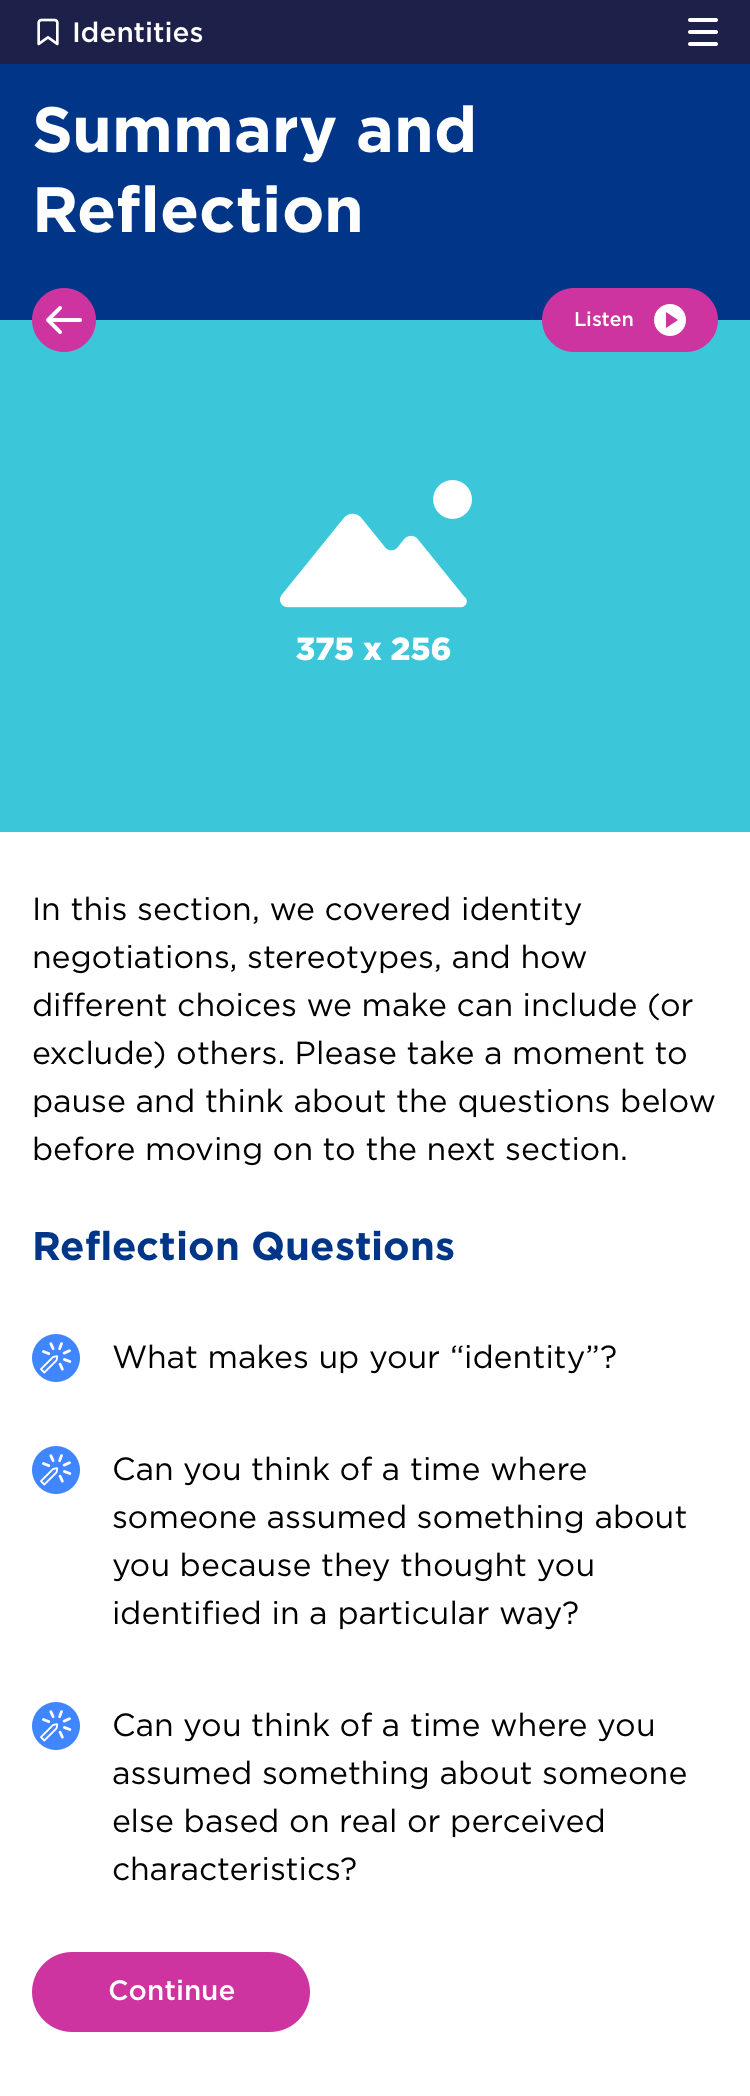 Identities
Summary and
Reflection
Listen
375 x 256
In this section, we covered identity
negotiations, stereotypes, and how
different choices we make can include (or
exclude) others. Please take a moment to
pause and think about the questions below
before moving on to the next section.
Reflection Questions
What makes up your “identity”?
Can you think of a time where
someone assumed something about
you because they thought you
identified in a particular way?
Can you think of a time where you
assumed something about someone
else based on real or perceived
characteristics?
Continue